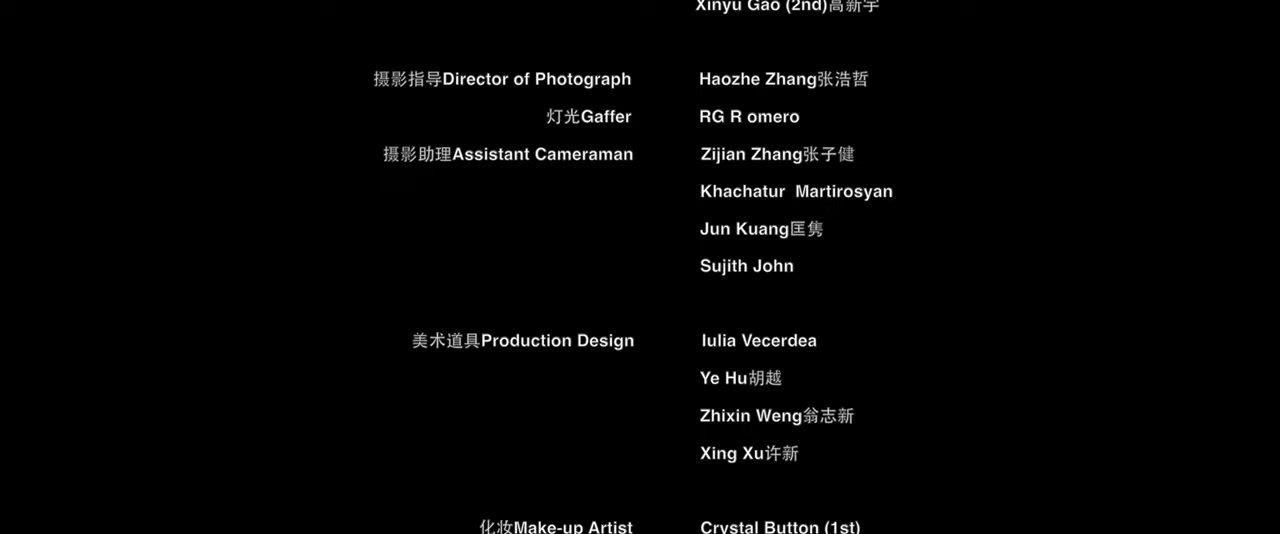 Xinyu Gao (2nd)高新宇
摄影指导Director of Photograph Haozhe Zhang张浩哲
灯光Gaffer RG R omero
摄影助理Assistant Cameraman Zijian Zhang张子健
Khachatur  Martirosyan
Jun Kuang匡隽
Sujith John
美术道具Production Design Iulia Vecerdea
Ye Hu胡越
Zhixin Weng翁志新
Xing Xu许新
化妆Make-up Artist Crystal Button (1st)